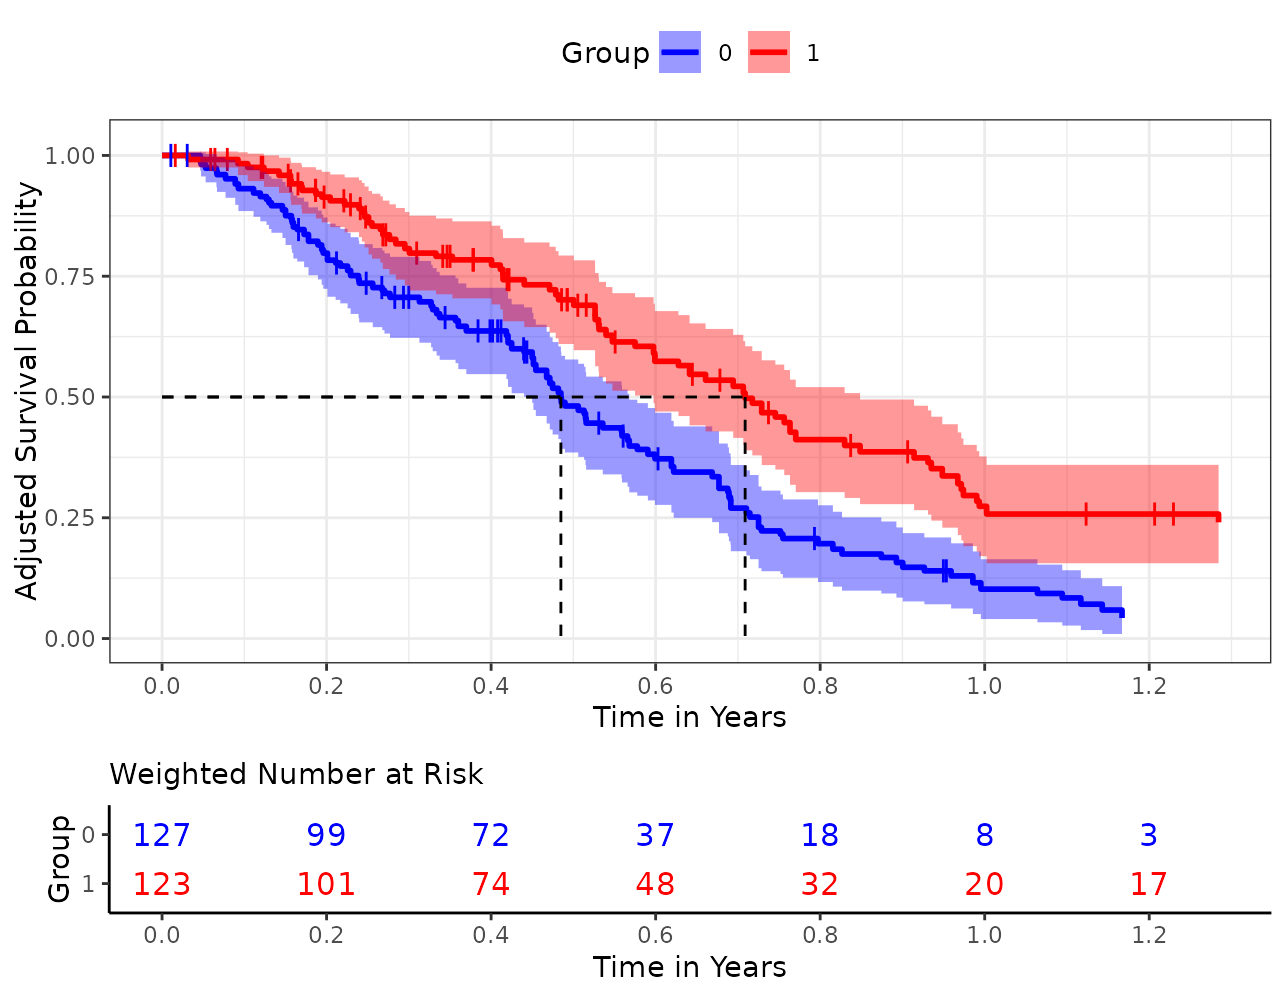 Group 0 1
Adjusted Survival Probability
1.00
0.75
0.50
0.25
0.00
0.0 0.2 0.4 0.6 0.8 1.0 1.2
Time in Years
Weighted Number at Risk
Group
0 127 99 72 37 18 8 3
1 123 101 74 48 32 20 17
0.0 0.2 0.4 0.6 0.8 1.0 1.2
Time in Years